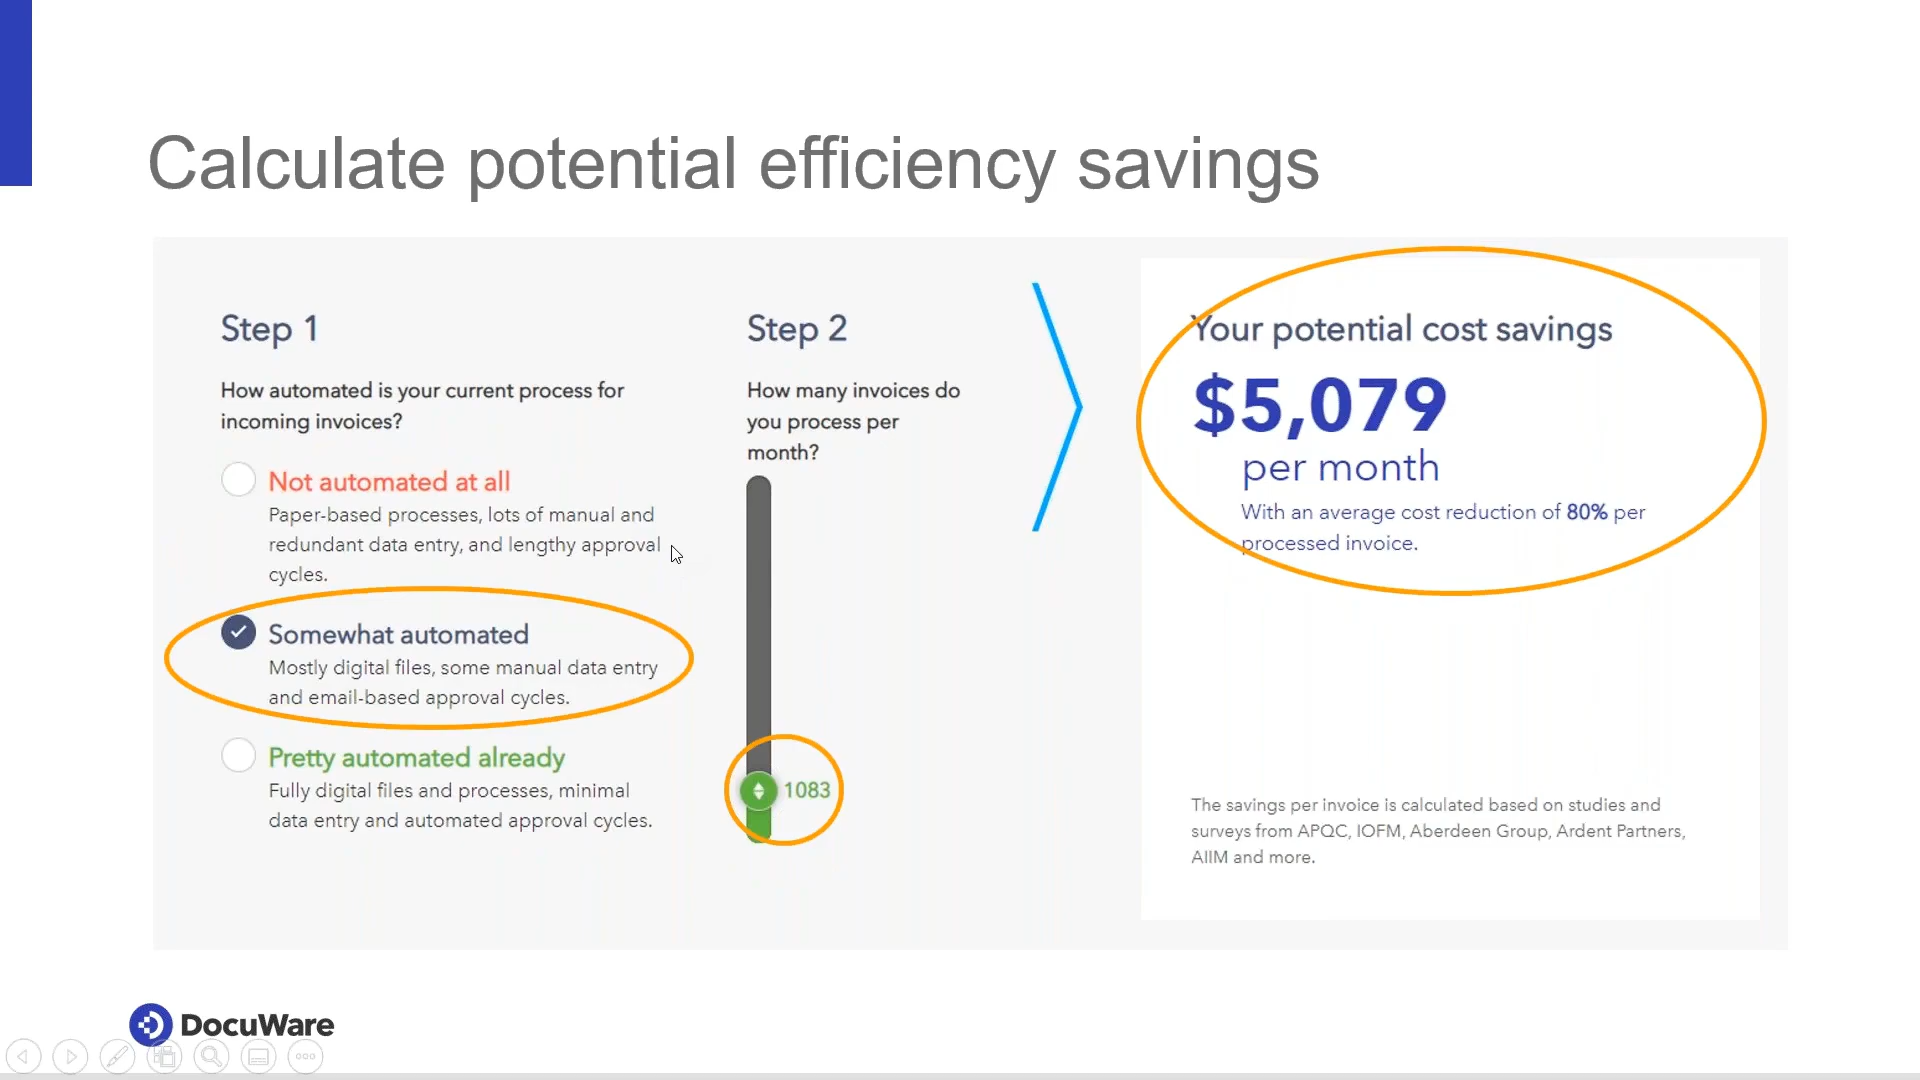 Calculate potential efficiency savings
Step 1
How automated is your current process for
incoming invoices?
Not automated at all
Paper-based processes, lots of manual and
redundant data entry, and lengthy approval
cycles.
Somewhat automated
Mostly digital files, some manual data entry
and email-based approval cycles.
Pretty automated already
Fully digital files and processes, minimal
data entry and automated approval cycles.
Step 2
How many invoices do
you process per
month?
1083
Your potential cost savings
$5,079
per month
With an average cost reduction of 80% per
processed invoice.
The savings per invoice is calculated based on studies and
surveys from APQC, IOFM, Aberdeen Group, Ardent Partners,
AIIM and more.
DocuWare